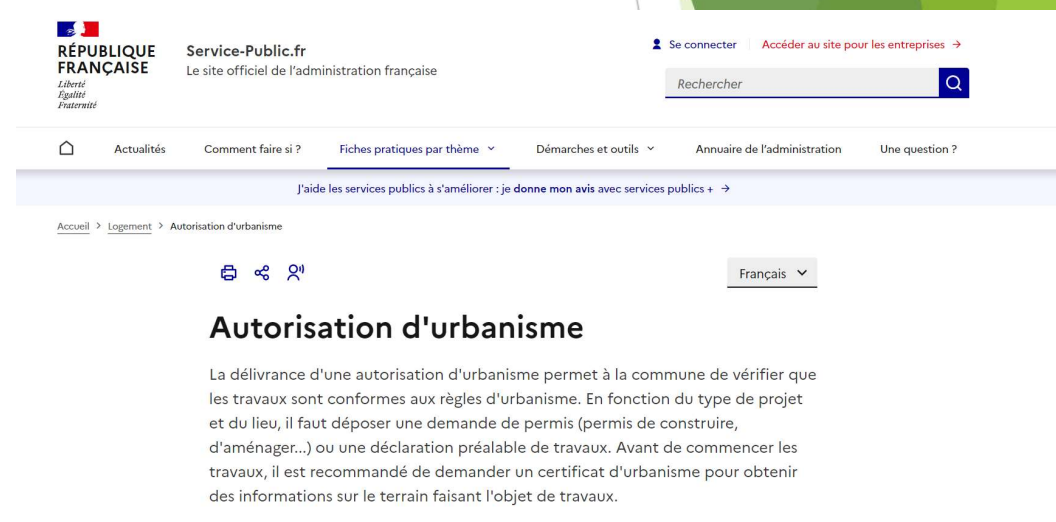 RÉPUBLIQUE
FRANÇAISE
Liberté
Égalité
Fraternité
Service-Public.fr
Le site officiel de l'administration française
Se connecter
Accéder au site pour les entreprises →
Rechercher
Actualités
Comment faire si ?
Fiches pratiques par thème
Démarches et outils
Annuaire de l'administration
Une question ?
J'aide les services publics à s'améliorer : je donne mon avis avec services publics + →
Accueil > Logement > Autorisation d'urbanisme
Français
Autorisation d'urbanisme
La délivrance d'une autorisation d'urbanisme permet à la commune de vérifier que
les travaux sont conformes aux règles d'urbanisme. En fonction du type de projet
et du lieu, il faut déposer une demande de permis (permis de construire,
d'aménager...) ou une déclaration préalable de travaux. Avant de commencer les
travaux, il est recommandé de demander un certificat d'urbanisme pour obtenir
des informations sur le terrain faisant l'objet de travaux.